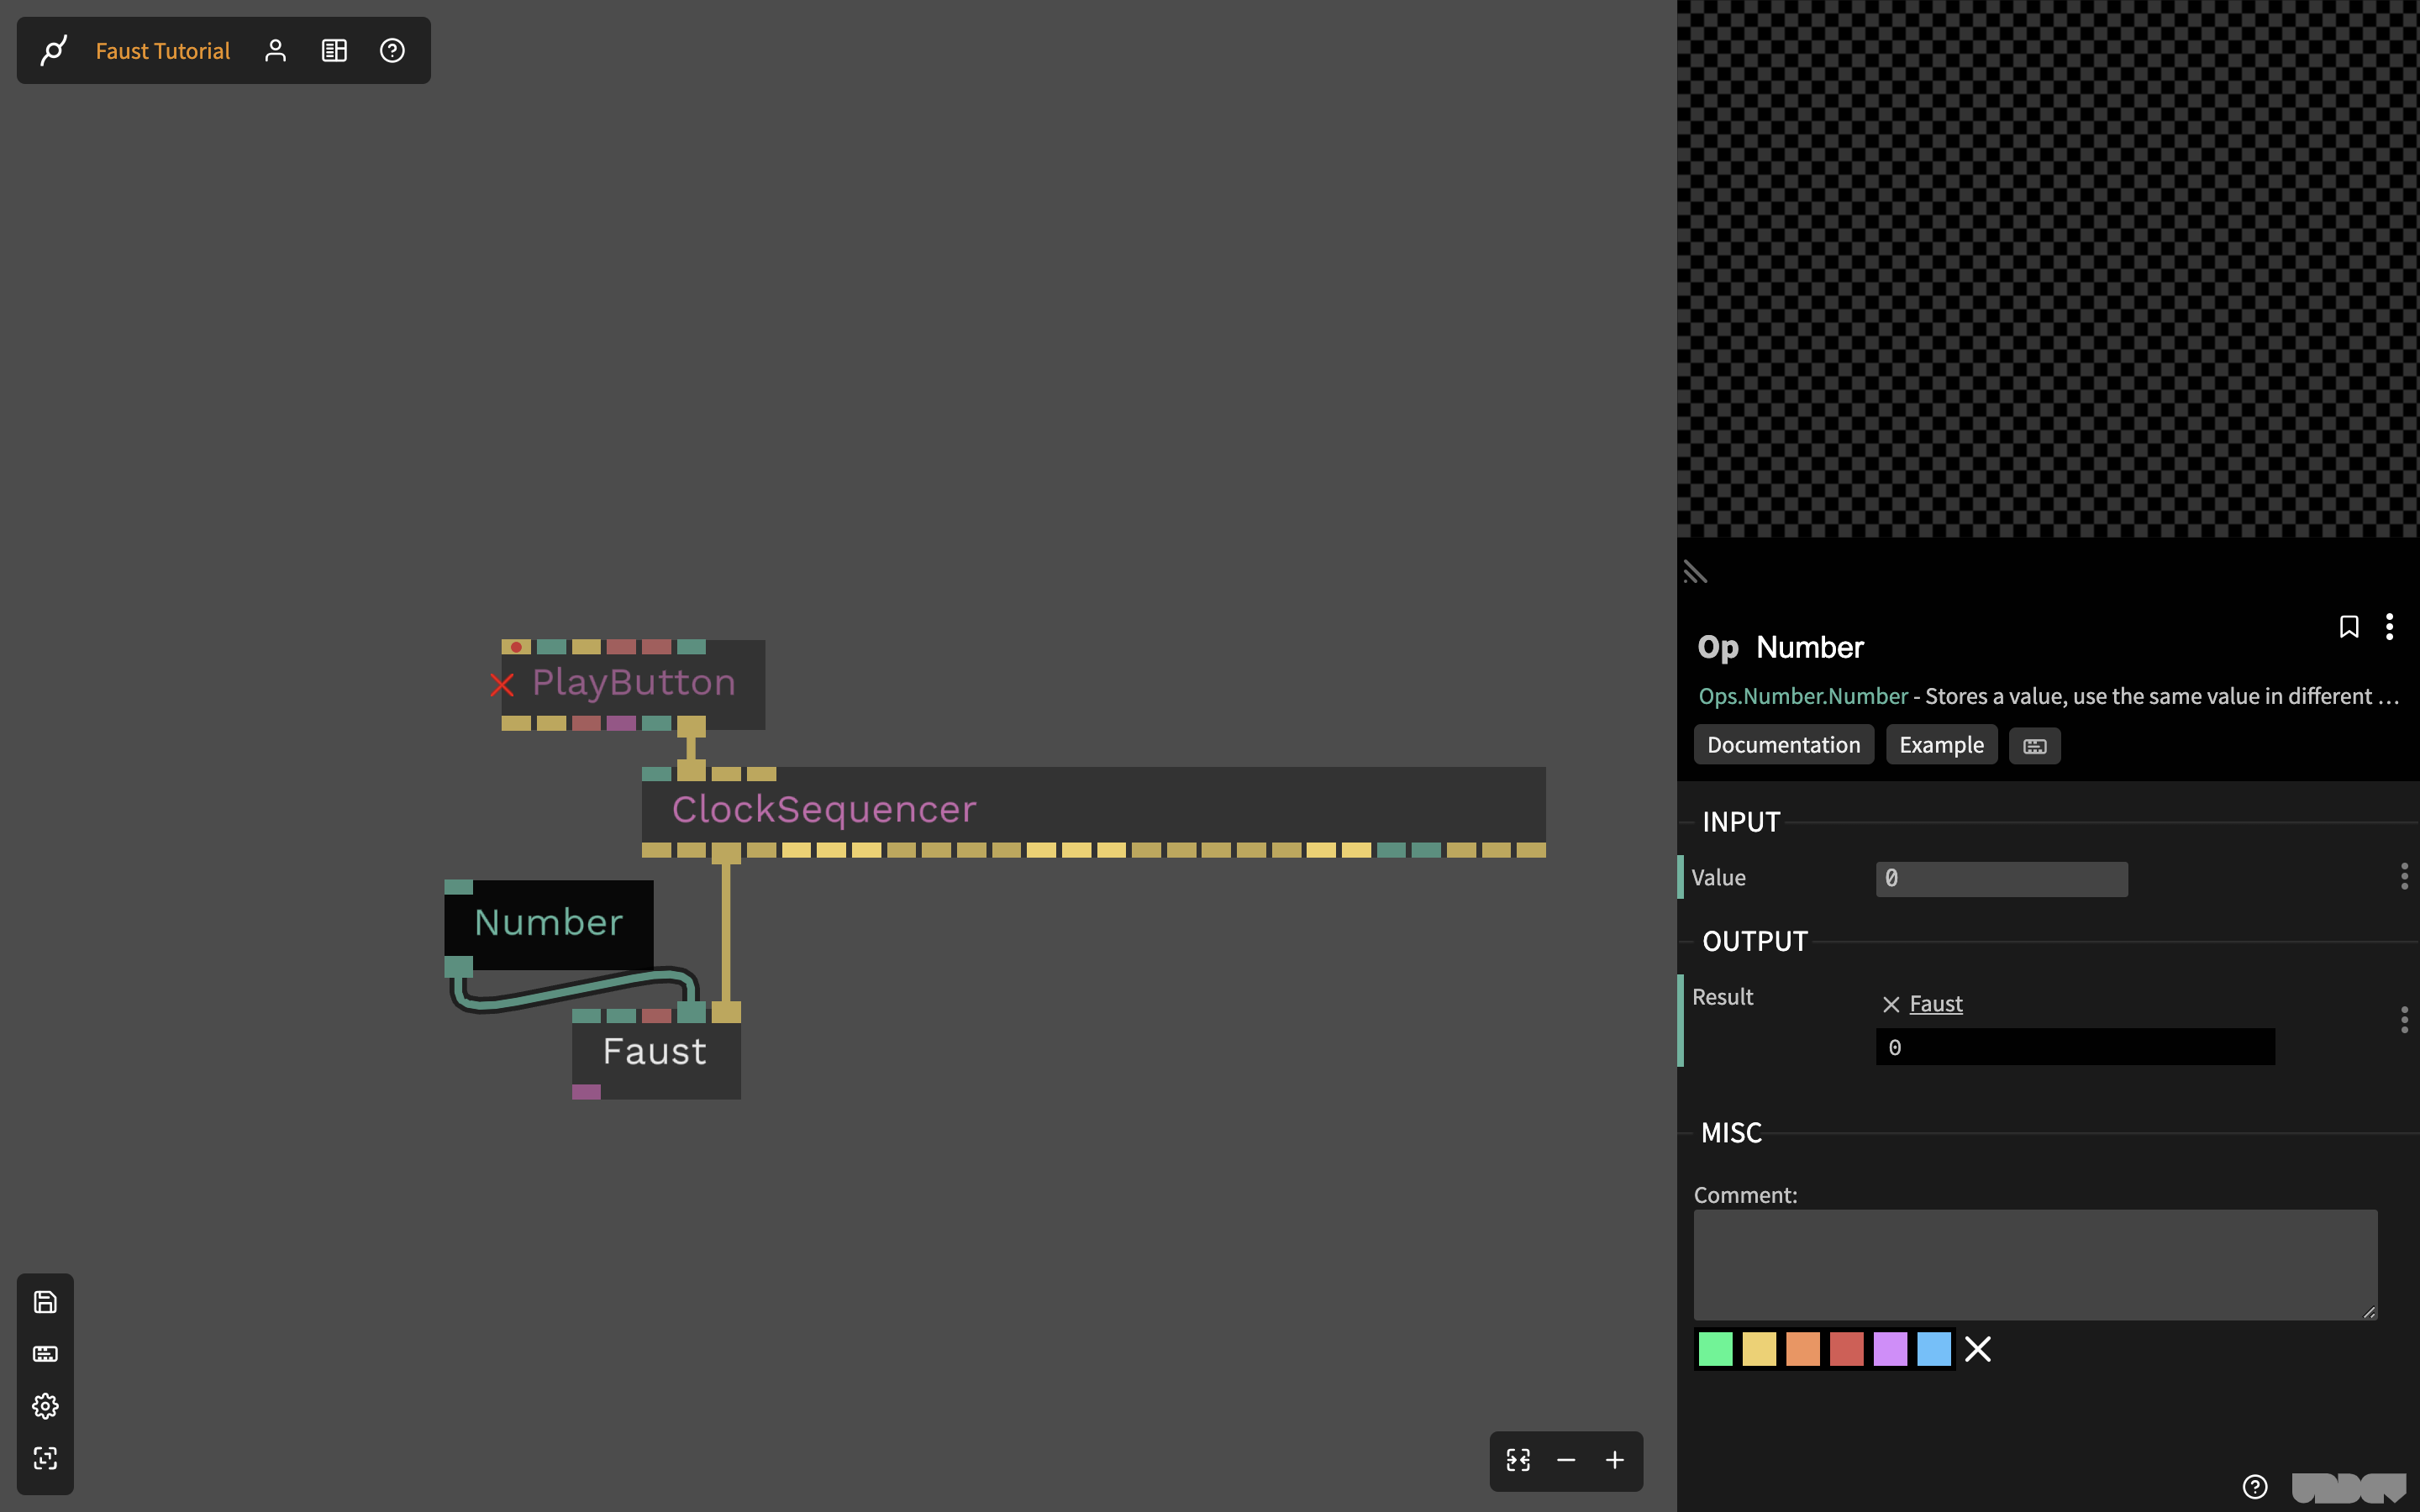 Faust Tutorial
PlayButton
ClockSequencer
Number
Faust
Op Number
Ops.Number.Number - Stores a value, use the same value in different ...
Documentation Example
INPUT
Value 0
OUTPUT
Result Faust
0
MISC
Comment: